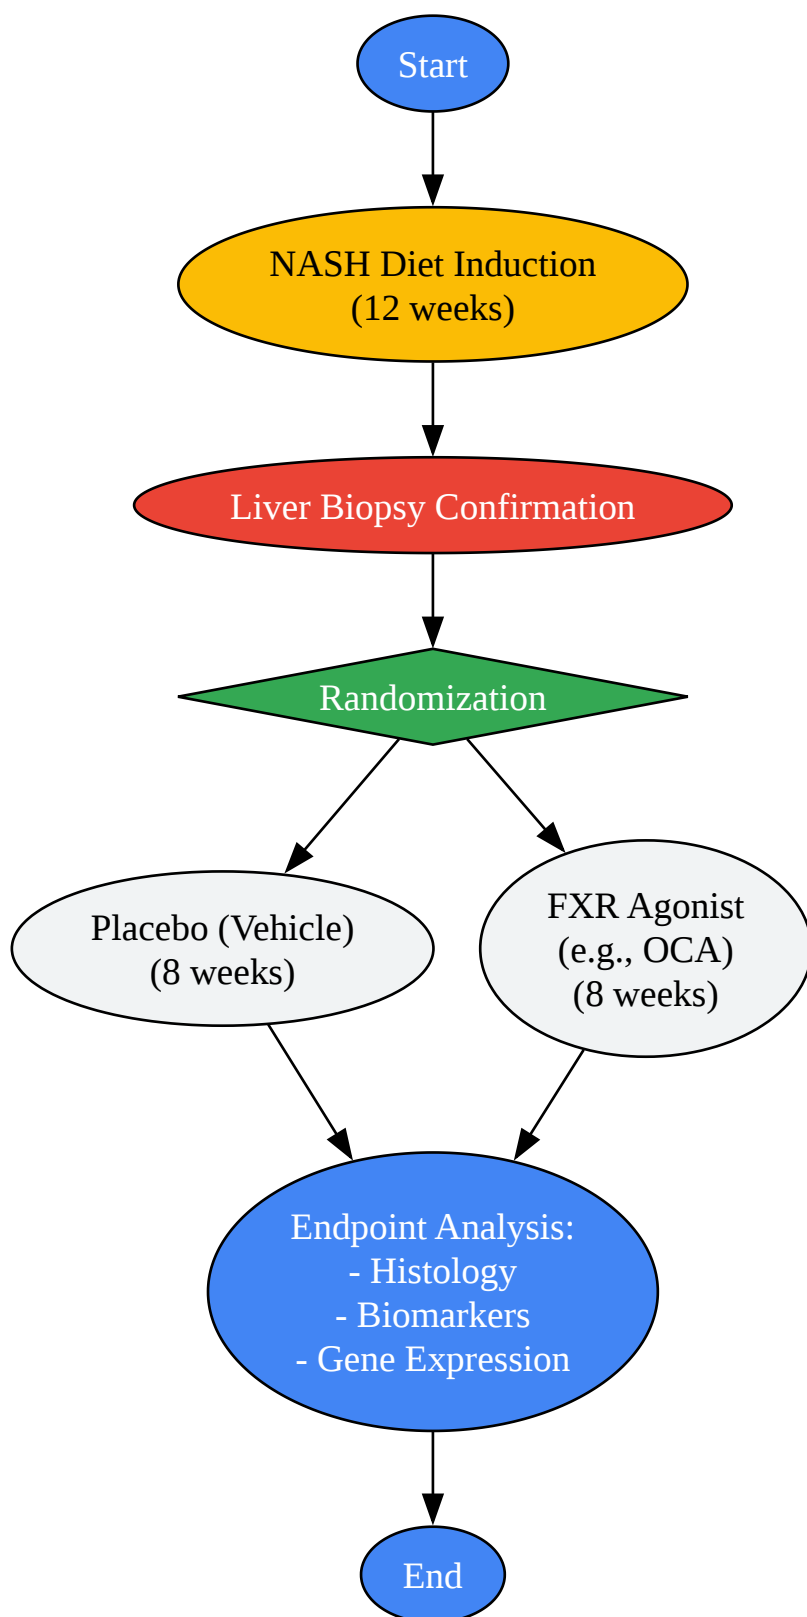 Start
NASH Diet Induction
(12 weeks)
Liver Biopsy Confirmation
Randomization
Placebo (Vehicle)
(8 weeks)
FXR Agonist
(e.g., OCA)
(8 weeks)
Endpoint Analysis:
- Histology
- Biomarkers
- Gene Expression
End